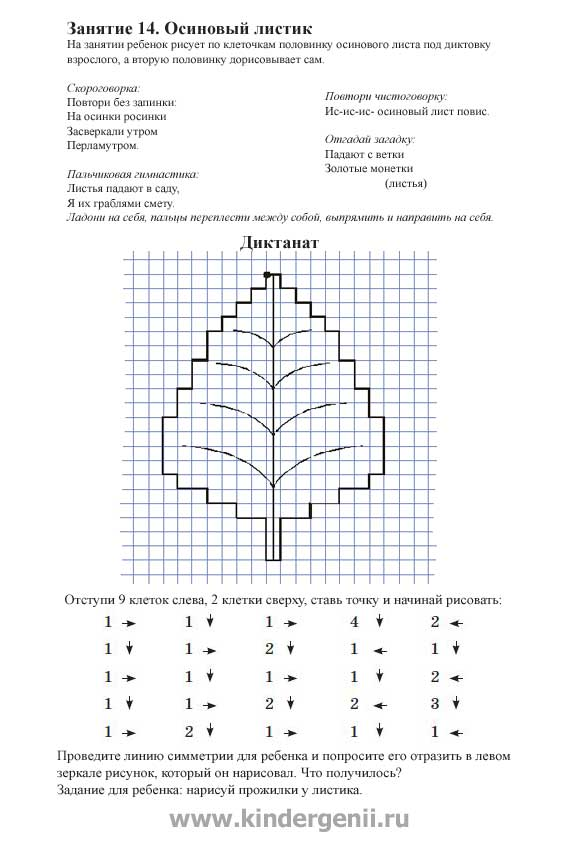 Занятие 14. Осиновый листик
На занятии ребенок рисует по клеточкам половинку осинового листа под диктовку
взрослого, а вторую половинку дорисовывает сам.
Скороговорка:
Повтори без запинки:
На осинки росинки
Засверкали утром
Перламутром.
Пальчиковая гимнастика:
Листья падают в саду,
Я их граблями смету.
Повтори чистоговорку:
Ис-ис-ис- осиновый лист повис.
Отгадай загадку:
Падают с ветки
Золотые монетки
(листья)
Ладони на себя, пальцы переплести между собой, выпрямить и направить на себя.
Диктанат
Отступи 9 клеток слева, 2 клетки сверху, ставь точку и начинай рисовать:
1 → 1 ↓ 1 → 4 ↓ 2 ←
1 ↓ 1 → 2 ↓ 1 ← 1 ↓
1 → 1 ↓ 1 → 1 ↓ 2 ←
1 ↓ 1 → 2 ↓ 2 ← 3 ↓
1 → 2 ↓ 1 → 1 ↓ 1 ←
Проведите линию симметрии для ребенка и попросите его отразить в левом
зеркале рисунок, который он нарисовал. Что получилось?
Задание для ребенка: нарисуй прожилки у листика.
www.kindergenii.ru